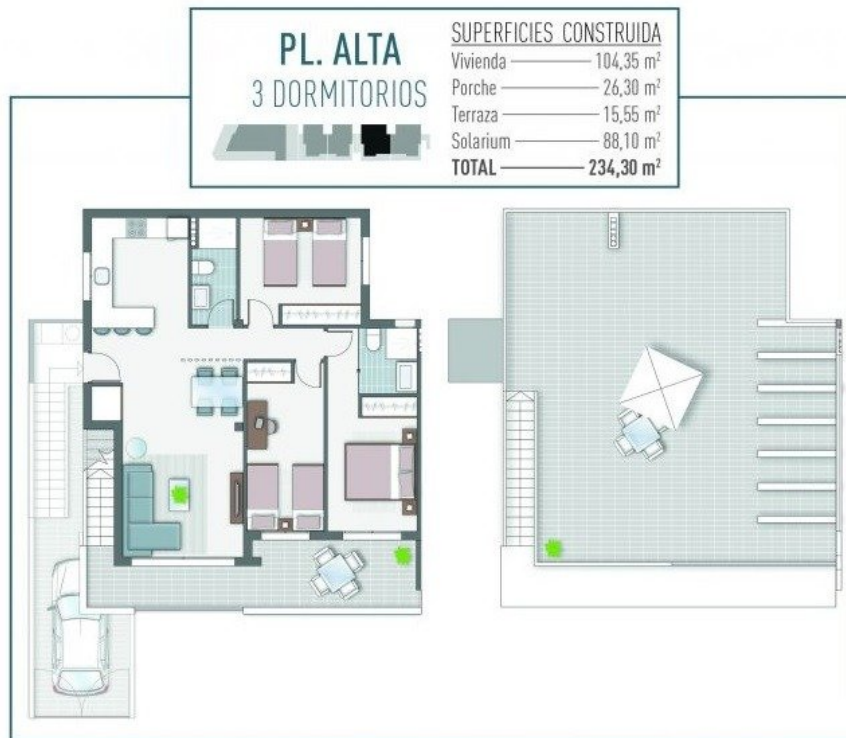 PL. ALTA
3 DORMITORIOS
SUPERFICIES CONSTRUIDA
Vivienda 104,35 m²
Porche 26,30 m²
Terraza 15,55 m²
Solarium 88,10 m²
TOTAL 234,30 m²